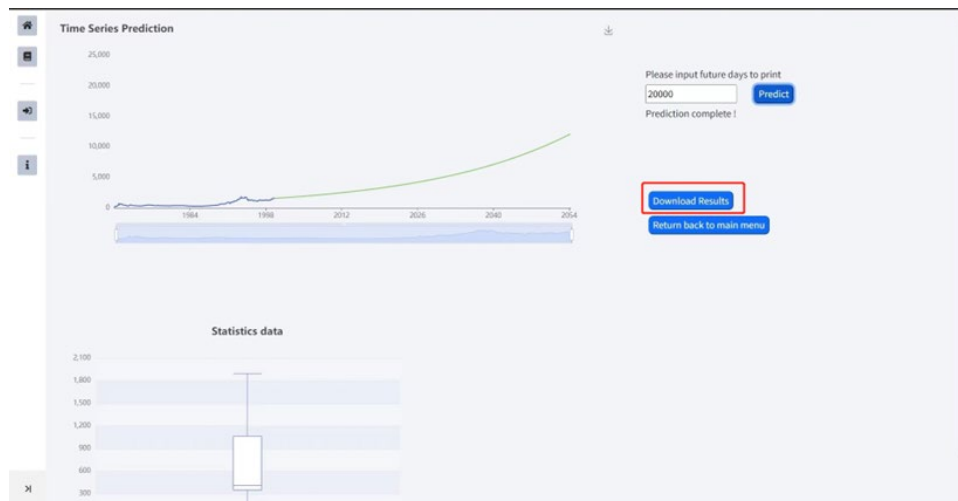 Time Series Prediction
25,000
20,000
15,000
10,000
5,000
0
1984
1998
2012
2026
2040
2054
Please input future days to print
20000
Predict
Prediction complete !
Download Results
Return back to main menu
Statistics data
2,100
1,800
1,500
1,200
900
600
300